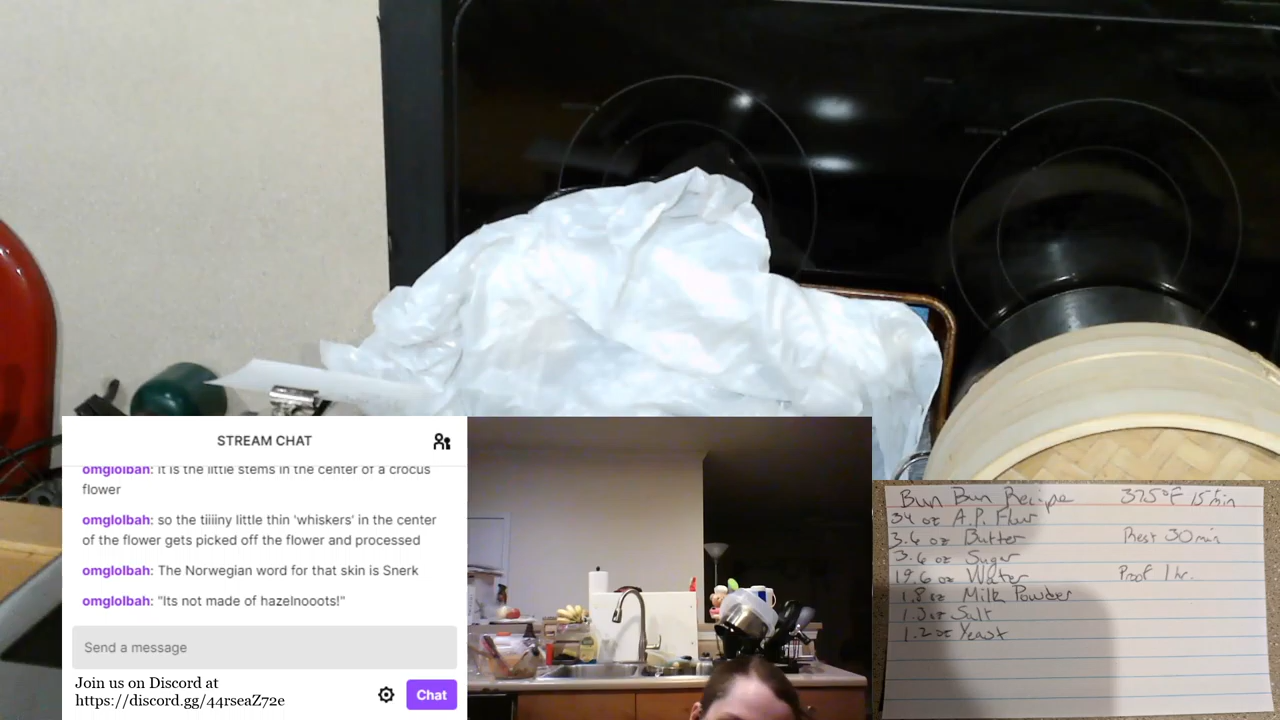 STREAM CHAT
omglolbah: it is the little stems in the center of a crocus
flower
omglolbah: so the tiiiiny little thin 'whiskers' in the center
of the flower gets picked off the flower and processed
omglolbah: The Norwegian word for that skin is Snerk
omglolbah: "Its not made of hazelnooots!"
Send a message
Join us on Discord at
https://discord.gg/44rseaZ72e
Chat
Bun Bun Recipe 375°F 15 min
34 oz A.P. Flour
3.6 oz Butter Rest 30 min
3.6 oz Sugar
19.6 oz Water Proof 1 hr.
1.8 oz Milk Powder
1.3 oz Salt
1.2 oz Yeast